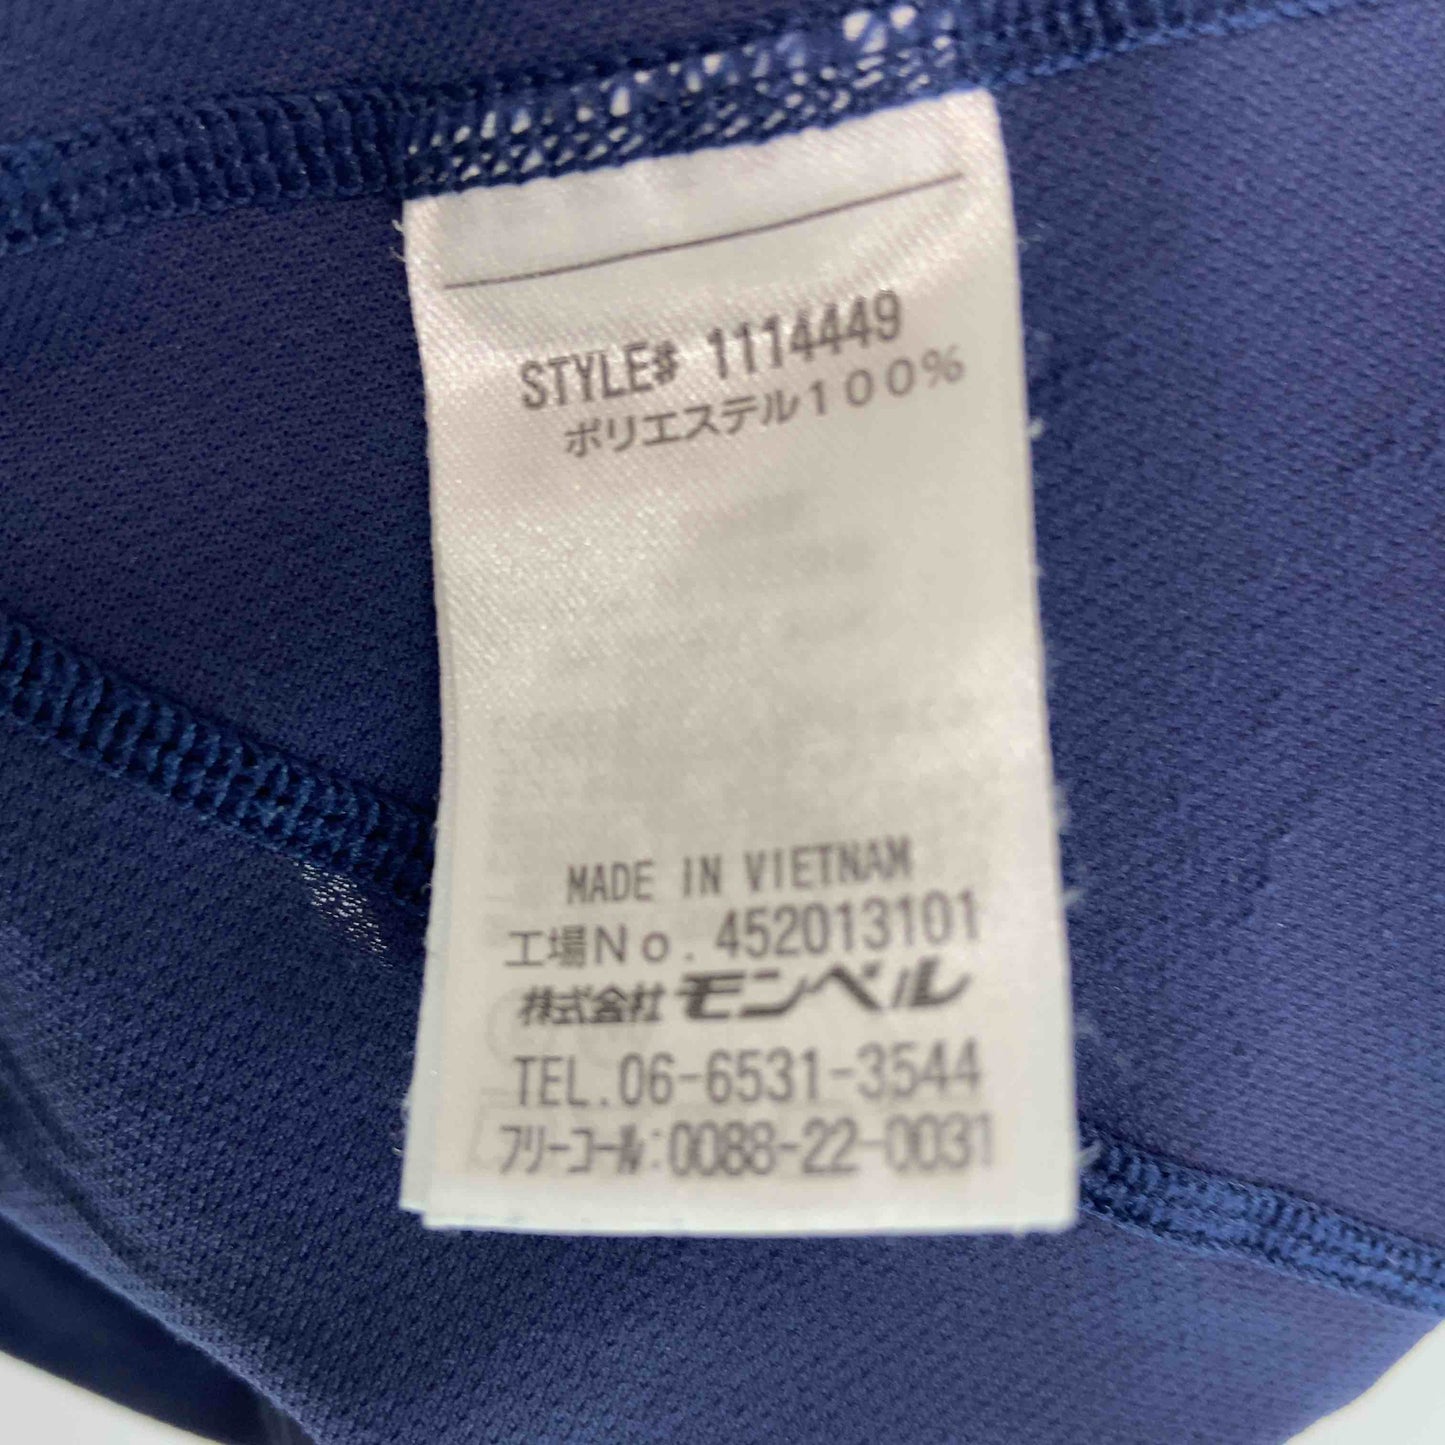 STYLE# 1114449
ポリエステル100%
MADE IN VIETNAM
工場No. 452013101
株式会社 モンベル
TEL.06-6531-3544
フリーコール:0088-22-0031